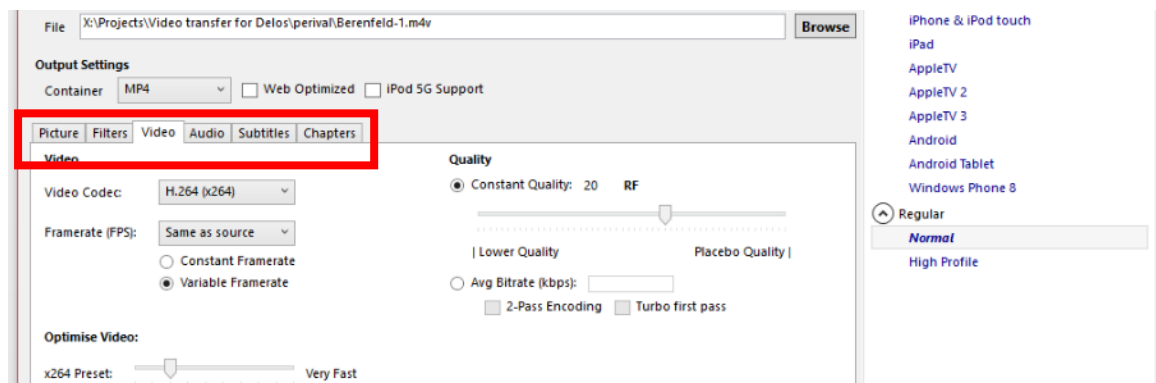 File X:\Projects\Video transfer for Delos\perival\Berenfeld-1.m4v Browse
Output Settings
Container MP4 Web Optimized iPod 5G Support
Picture Filters Video Audio Subtitles Chapters
Video
Video Codec: H.264 (x264)
Framerate (FPS): Same as source
Constant Framerate
Variable Framerate
Optimise Video:
x264 Preset: Very Fast
Quality
Constant Quality: 20 RF
| Lower Quality Placebo Quality |
Avg Bitrate (kbps):
2-Pass Encoding Turbo first pass
iPhone & iPod touch
iPad
AppleTV
AppleTV 2
AppleTV 3
Android
Android Tablet
Windows Phone 8
Regular
Normal
High Profile